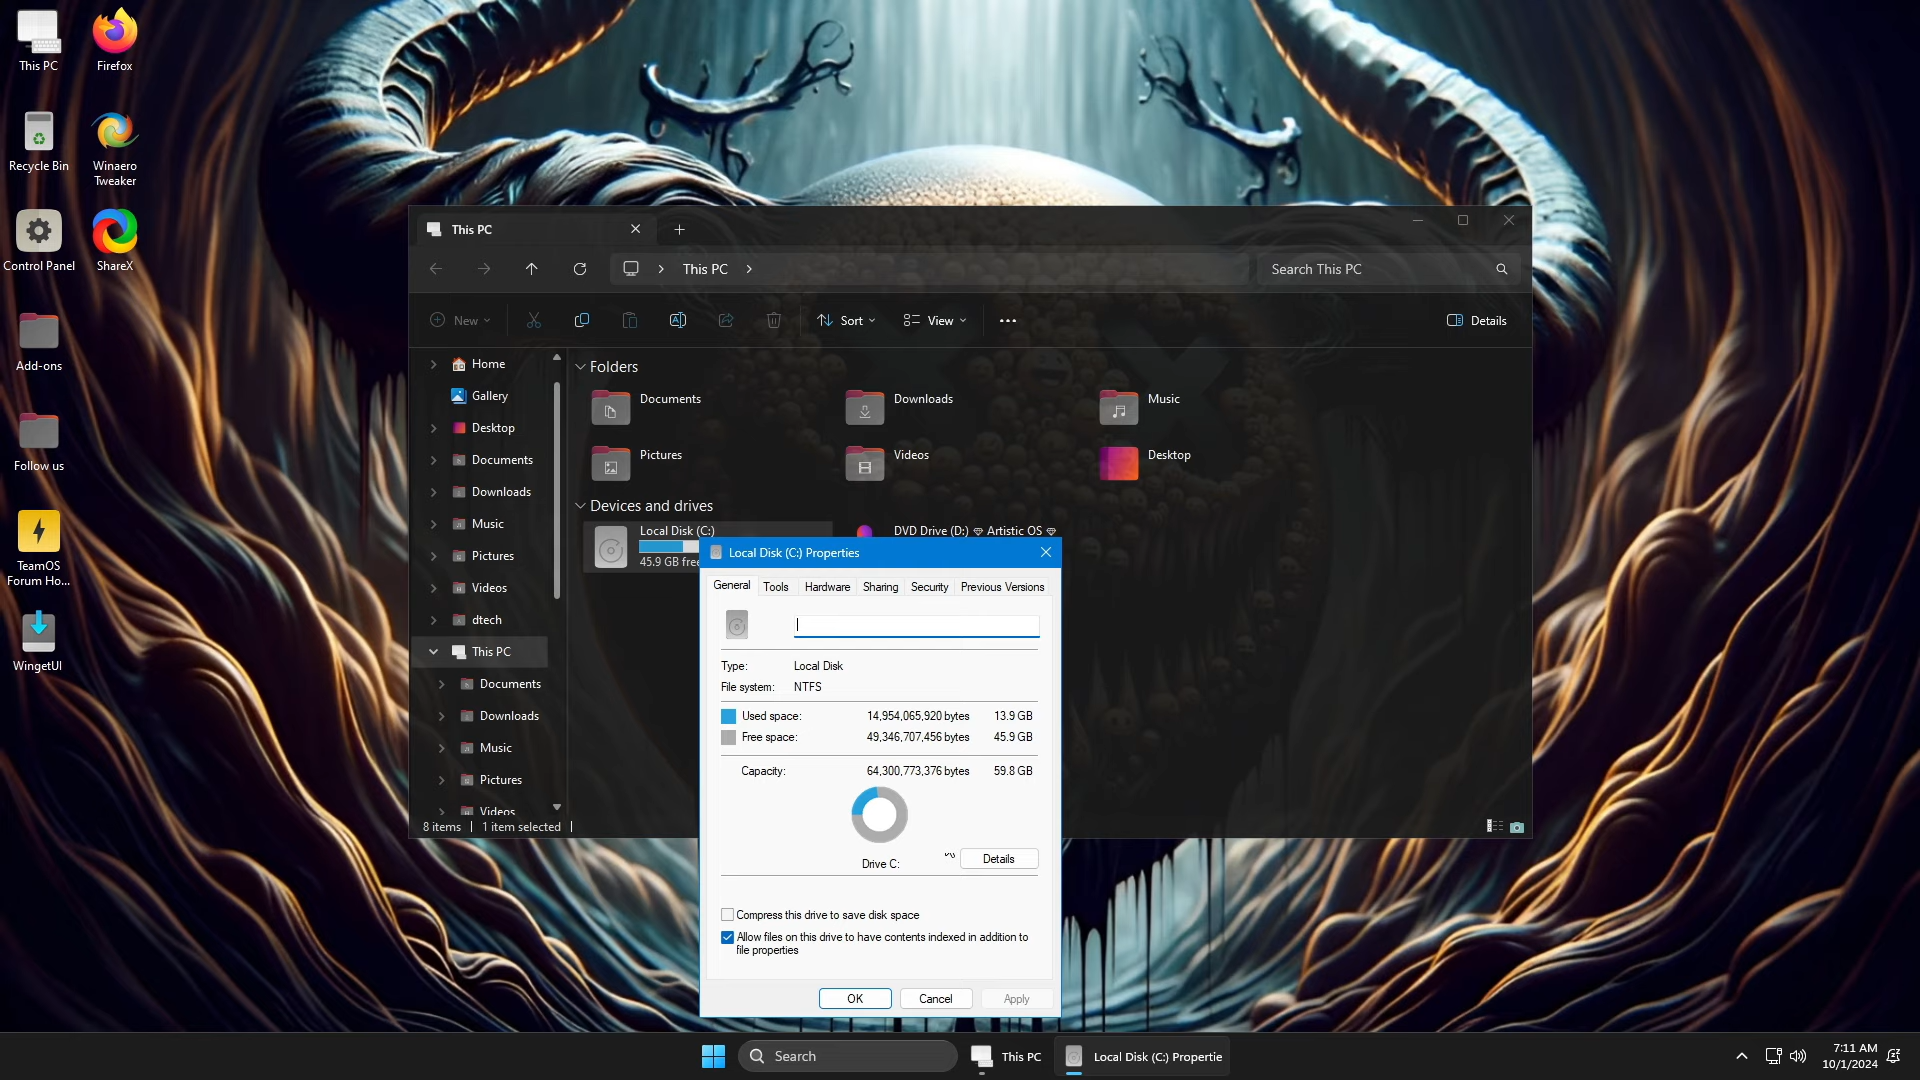 This PC
Firefox
Recycle Bin
Winaero
Tweaker
Control Panel
ShareX
Add-ons
Follow us
TeamOS
Forum Ho...
WingetUI
This PC
This PC
Search This PC
New
Sort
View
Details
Home
Gallery
Desktop
Documents
Downloads
Music
Pictures
Videos
dtech
This PC
Documents
Downloads
Music
Pictures
Videos
Folders
Documents
Downloads
Music
Pictures
Videos
Desktop
Devices and drives
Local Disk (C:)
45.9 GB free
DVD Drive (D:) 💎 Artistic OS 💎
8 items
1 item selected
Local Disk (C:) Properties
General
Tools
Hardware
Sharing
Security
Previous Versions
Type: Local Disk
File system: NTFS
Used space: 14,954,065,920 bytes 13.9 GB
Free space: 49,346,707,456 bytes 45.9 GB
Capacity: 64,300,773,376 bytes 59.8 GB
Drive C:
Details
Compress this drive to save disk space
Allow files on this drive to have contents indexed in addition to
file properties
OK
Cancel
Apply
Search
This PC
Local Disk (C:) Propertie
7:11 AM
10/1/2024